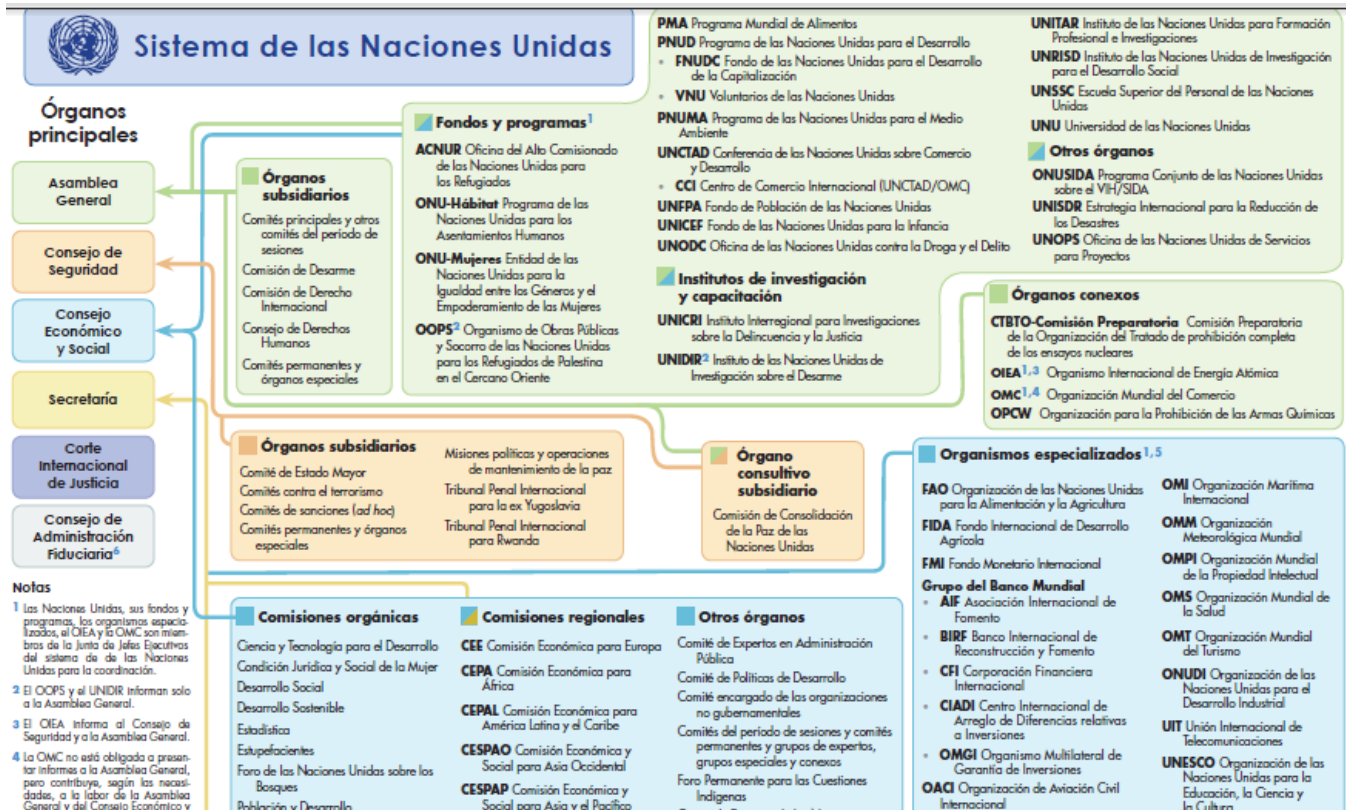 Sistema de las Naciones Unidas
Órganos
principales
Asamblea
General
Consejo de
Seguridad
Consejo
Económico
y Social
Secretaría
Corte
Internacional
de Justicia
Consejo de
Administración
Fiduciaria6
Notas
1 Las Naciones Unidas, sus fondos y
programas, los organismos especia-
lizados, el OIEA y la OMC son miem-
bros de la Junta de Jefes Ejecutivos
del sistema de de las Naciones
Unidas para la coordinación.
2 El OOPS y el UNIDIR informan solo
a la Asamblea General.
3 El OIEA informa al Consejo de
Seguridad y a la Asamblea General.
4 La OMC no está obligada a presen-
tar informes a la Asamblea General,
pero contribuye, según las necesi-
dades, a la labor de la Asamblea
General y del Consejo Económico y
Órganos
subsidiarios
Comités principales y otros
comités del periodo de
sesiones
Comisión de Desarme
Comisión de Derecho
Internacional
Consejo de Derechos
Humanos
Comités permanentes y
órganos especiales
Fondos y programas1
ACNUR Oficina del Alto Comisionado
de las Naciones Unidas para
los Refugiados
ONU-Hábitat Programa de las
Naciones Unidas para los
Asentamientos Humanos
ONU-Mujeres Entidad de las
Naciones Unidas para la
Igualdad entre los Géneros y el
Empoderamiento de las Mujeres
OOPS2 Organismo de Obras Públicas
y Socorro de las Naciones Unidas
para los Refugiados de Palestina
en el Cercano Oriente
PMA Programa Mundial de Alimentos
PNUD Programa de las Naciones Unidas para el Desarrollo
• FNUDC Fondo de las Naciones Unidas para el Desarrollo
de la Capitalización
• VNU Voluntarios de las Naciones Unidas
PNUMA Programa de las Naciones Unidas para el Medio
Ambiente
UNCTAD Conferencia de las Naciones Unidas sobre Comercio
y Desarrollo
• CCI Centro de Comercio Internacional (UNCTAD/OMC)
UNFPA Fondo de Población de las Naciones Unidas
UNICEF Fondo de las Naciones Unidas para la Infancia
UNODC Oficina de las Naciones Unidas contra la Droga y el Delito
Institutos de investigación
y capacitación
UNICRI Instituto Interregional para Investigaciones
sobre la Delincuencia y la Justicia
UNIDIR2 Instituto de las Naciones Unidas de
Investigación sobre el Desarme
UNITAR Instituto de las Naciones Unidas para Formación
Profesional e Investigaciones
UNRISD Instituto de las Naciones Unidas de Investigación
para el Desarrollo Social
UNSSC Escuela Superior del Personal de las Naciones
Unidas
UNU Universidad de las Naciones Unidas
Otros órganos
ONUSIDA Programa Conjunto de las Naciones Unidas
sobre el VIH/SIDA
UNISDR Estrategia Internacional para la Reducción de
los Desastres
UNOPS Oficina de las Naciones Unidas de Servicios
para Proyectos
Órganos conexos
CTBTO-Comisión Preparatoria Comisión Preparatoria
de la Organización del Tratado de prohibición completa
de los ensayos nucleares
OIEA1,3 Organismo Internacional de Energía Atómica
OMC1,4 Organización Mundial del Comercio
OPCW Organización para la Prohibición de las Armas Químicas
Órganos subsidiarios
Comité de Estado Mayor
Comités contra el terrorismo
Comités de sanciones (ad hoc)
Comités permanentes y órganos
especiales
Misiones políticas y operaciones
de mantenimiento de la paz
Tribunal Penal Internacional
para la ex Yugoslavia
Tribunal Penal Internacional
para Rwanda
Órgano
consultivo
subsidiario
Comisión de Consolidación
de la Paz de las
Naciones Unidas
Comisiones orgánicas
Ciencia y Tecnología para el Desarrollo
Condición Jurídica y Social de la Mujer
Desarrollo Social
Desarrollo Sostenible
Estadística
Estupefacientes
Foro de las Naciones Unidas sobre los
Bosques
Población y Desarrollo
Comisiones regionales
CEE Comisión Económica para Europa
CEPA Comisión Económica para
África
CEPAL Comisión Económica para
América Latina y el Caribe
CESPAO Comisión Económica y
Social para Asia Occidental
CESPAP Comisión Económica y
Social para Asia y el Pacífico
Otros órganos
Comité de Expertos en Administración
Pública
Comité de Políticas de Desarrollo
Comité encargado de las organizaciones
no gubernamentales
Comités del período de sesiones y comités
permanentes y grupos de expertos,
grupos especiales y conexos
Foro Permanente para las Cuestiones
Indígenas
Organismos especializados1,5
FAO Organización de las Naciones Unidas
para la Alimentación y la Agricultura
FIDA Fondo Internacional de Desarrollo
Agrícola
FMI Fondo Monetario Internacional
Grupo del Banco Mundial
• AIF Asociación Internacional de
Fomento
• BIRF Banco Internacional de
Reconstrucción y Fomento
• CFI Corporación Financiera
Internacional
• CIADI Centro Internacional de
Arreglo de Diferencias relativas
a Inversiones
• OMGI Organismo Multilateral de
Garantía de Inversiones
OACI Organización de Aviación Civil
Internacional
OMI Organización Marítima
Internacional
OMM Organización
Meteorológica Mundial
OMPI Organización Mundial
de la Propiedad Intelectual
OMS Organización Mundial de
la Salud
OMT Organización Mundial
del Turismo
ONUDI Organización de las
Naciones Unidas para el
Desarrollo Industrial
UIT Unión Internacional de
Telecomunicaciones
UNESCO Organización de las
Naciones Unidas para la
Educación, la Ciencia y
la Cultura